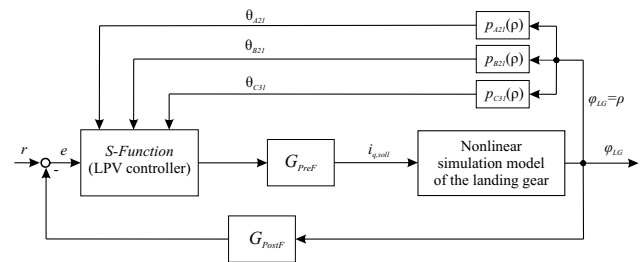 θA21
pA21(ρ)
θB21
pB21(ρ)
θC31
pC31(ρ)
φLG=ρ
r
e
-
S-Function
(LPV controller)
GPreF
iq,soll
Nonlinear
simulation model
of the landing gear
φLG
GPostF